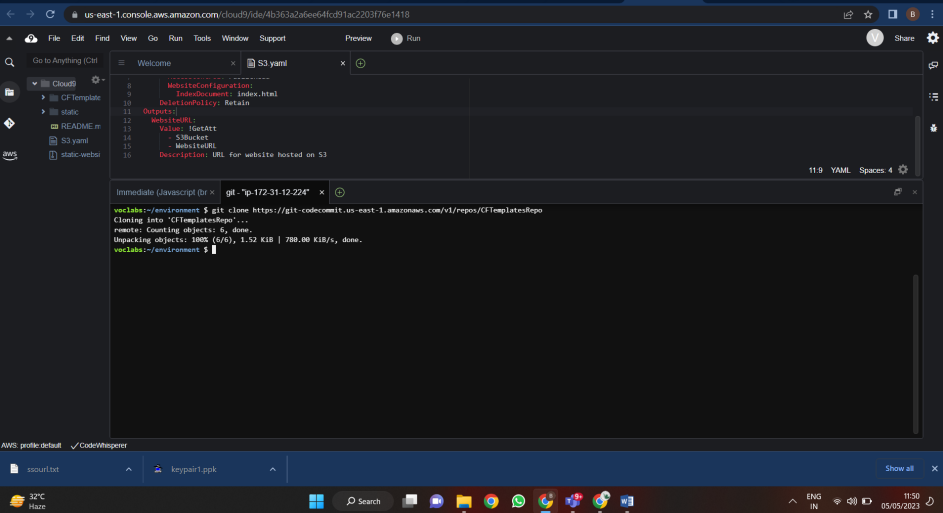 us-east-1.console.aws.amazon.com/cloud9/ide/4b363a2a6ee64fcd91ac2203f76e1418
B
File Edit Find View Go Run Tools Window Support Preview Run V Share
Go to Anything (Ctrl
Welcome × S3.yaml ×
Cloud9
CFTemplate
static
README.m
S3.yaml
static-websi
aws
8 WebsiteConfiguration:
9 IndexDocument: index.html
10 DeletionPolicy: Retain
11 Outputs:
12 WebsiteURL:
13 Value: !GetAtt
14 - S3Bucket
15 - WebsiteURL
16 Description: URL for website hosted on S3
11:9 YAML Spaces: 4
Immediate (Javascript (br × git - "ip-172-31-12-224" ×
voclabs:~/environment $ git clone https://git-codecommit.us-east-1.amazonaws.com/v1/repos/CFTemplatesRepo
Cloning into 'CFTemplatesRepo'...
remote: Counting objects: 6, done.
Unpacking objects: 100% (6/6), 1.52 KiB | 780.00 KiB/s, done.
voclabs:~/environment $
AWS: profile:default ✓CodeWhisperer
ssourl.txt keypair1.ppk Show all
32°C
Haze
Search
9+
ENG
IN
11:50
05/05/2023